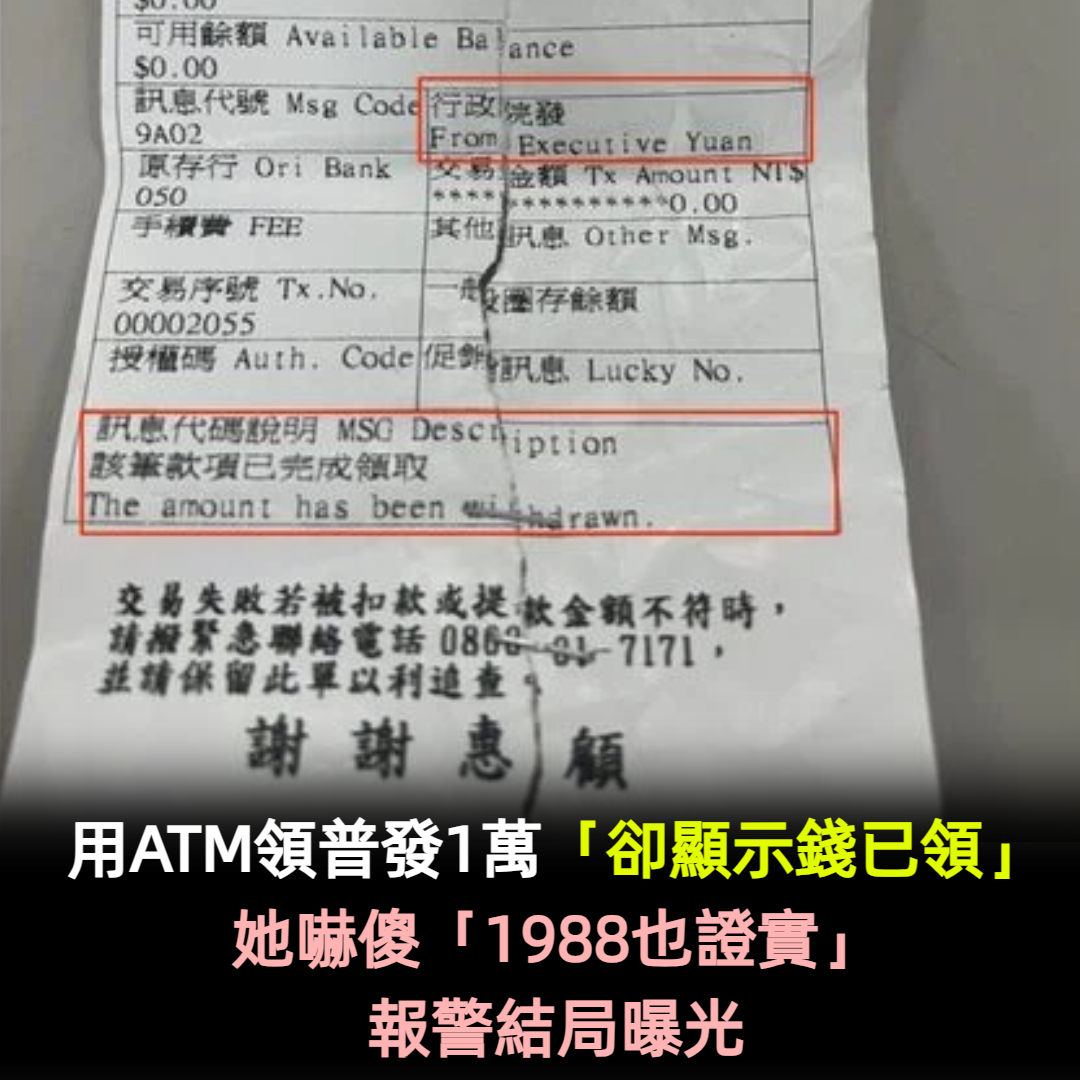 $0.00
可用餘額 Available Balance
$0.00
訊息代號 Msg Code
9A02
行政院發
From Executive Yuan
原存行 Ori Bank
050
交易金額 Tx Amount NT$
**************0.00
手續費 FEE
其他訊息 Other Msg.
交易序號 Tx.No.
00002055
一般圈存餘額
授權碼 Auth. Code
促銷訊息 Lucky No.
訊息代碼說明 MSG Description
該筆款項已完成領取
The amount has been withdrawn.
交易失敗若被扣款或提款金額不符時，
請撥緊急聯絡電話 0800-01-7171，
並請保留此單以利追查。
謝謝惠顧
用ATM領普發1萬「卻顯示錢已領」
她嚇傻「1988也證實」
報警結局曝光